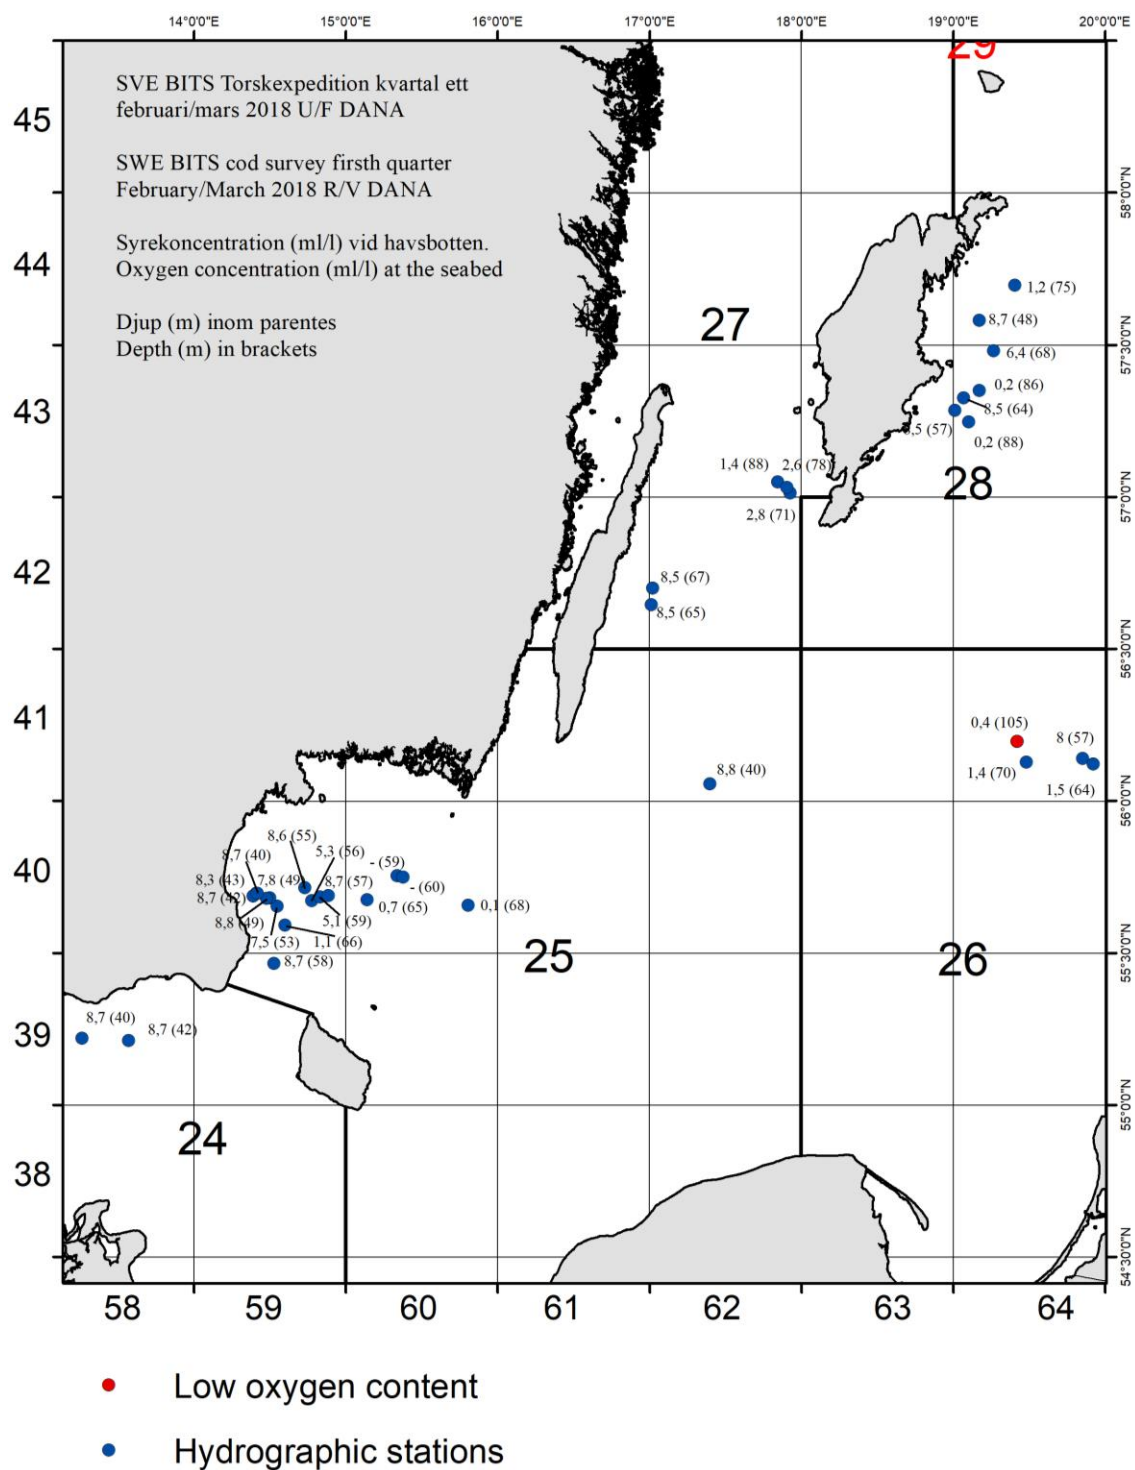 14°0'0"E 15°0'0"E 16°0'0"E 17°0'0"E 18°0'0"E 19°0'0"E 20°0'0"E
29
SVE BITS Torskexpedition kvartal ett
februari/mars 2018 U/F DANA
SWE BITS cod survey firsth quarter
February/March 2018 R/V DANA
Syrekoncentration (ml/l) vid havsbotten.
Oxygen concentration (ml/l) at the seabed
Djup (m) inom parentes
Depth (m) in brackets
45
58°0'0"N
44
1,2 (75)
27
8,7 (48)
57°30'0"N
6,4 (68)
0,2 (86)
43
8,5 (64)
,5 (57)
0,2 (88)
1,4 (88)
2,6 (78)
28
57°0'0"N
2,8 (71)
42
8,5 (67)
8,5 (65)
56°30'0"N
41
0,4 (105)
8 (57)
1,4 (70)
8,8 (40)
1,5 (64)
56°0'0"N
8,6 (55)
5,3 (56)
8,7 (40)
- (59)
40
8,3 (43)
7,8 (49)
8,7 (57)
- (60)
8,7 (42)
0,7 (65)
0,1 (68)
8,8 (49)
5,1 (59)
7,5 (53)
1,1 (66)
8,7 (58)
25
26
55°30'0"N
8,7 (40)
8,7 (42)
39
55°0'0"N
24
38
54°30'0"N
58 59 60 61 62 63 64
Low oxygen content
Hydrographic stations